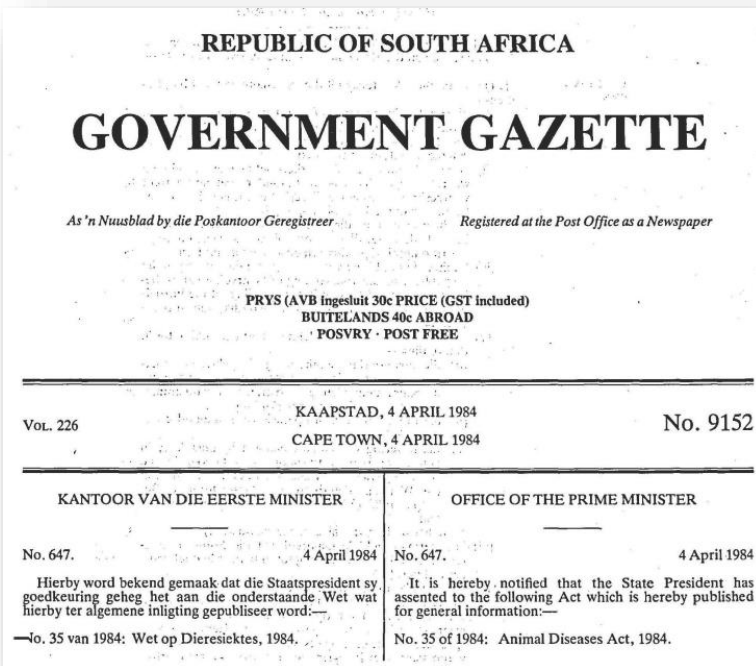 REPUBLIC OF SOUTH AFRICA
GOVERNMENT GAZETTE
As 'n Nuusblad by die Poskantoor Geregistreer
Registered at the Post Office as a Newspaper
PRYS (AVB ingesluit 30c PRICE (GST included)
BUITELANDS 40c ABROAD
POSVRY · POST FREE
VOL. 226
KAAPSTAD, 4 APRIL 1984
CAPE TOWN, 4 APRIL 1984
No. 9152
KANTOOR VAN DIE EERSTE MINISTER
No. 647. 4 April 1984
Hierby word bekend gemaak dat die Staatspresident sy
goedkeuring geheg het aan die onderstaande Wet wat
hierby ter algemene inligting gepubliseer word:—
No. 35 van 1984: Wet op Dieresiektes, 1984.
OFFICE OF THE PRIME MINISTER
No. 647. 4 April 1984
It is hereby notified that the State President has
assented to the following Act which is hereby published
for general information:—
No. 35 of 1984: Animal Diseases Act, 1984.